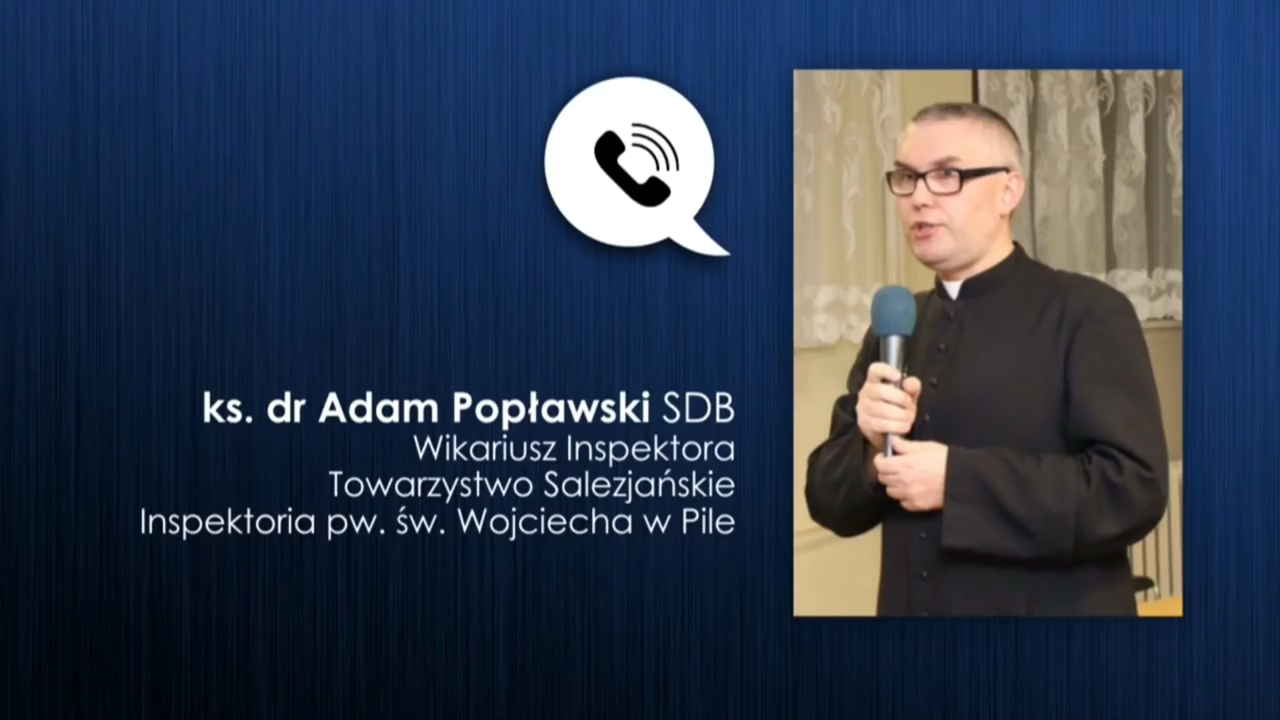 ks. dr Adam Popławski SDB
Wikariusz Inspektora
Towarzystwo Salezjańskie
Inspektoria pw. św. Wojciecha w Pile